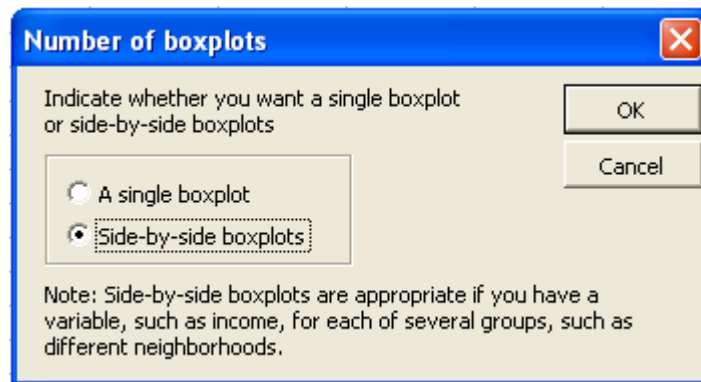 Number of boxplots
Indicate whether you want a single boxplot
or side-by-side boxplots
OK
Cancel
A single boxplot
Side-by-side boxplots
Note: Side-by-side boxplots are appropriate if you have a
variable, such as income, for each of several groups, such as
different neighborhoods.